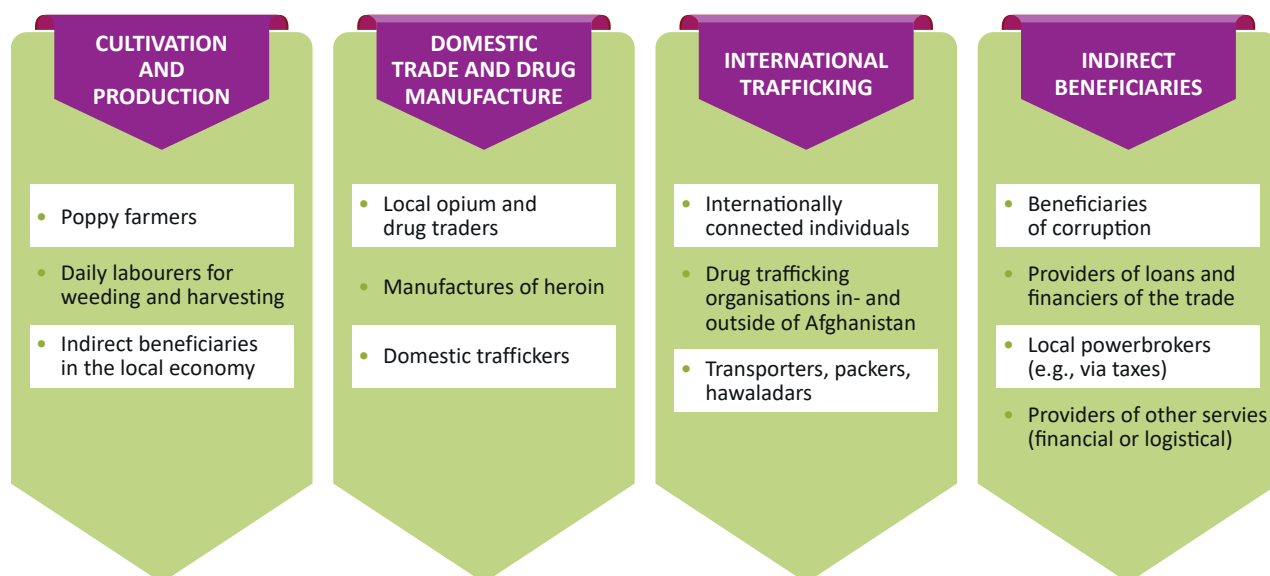 CULTIVATION
AND
PRODUCTION
• Poppy farmers
• Daily labourers for
weeding and harvesting
• Indirect beneficiaries
in the local economy
DOMESTIC
TRADE AND DRUG
MANUFACTURE
• Local opium and
drug traders
• Manufactures of heroin
• Domestic traffickers
INTERNATIONAL
TRAFFICKING
• Internationally
connected individuals
• Drug trafficking
organisations in- and
outside of Afghanistan
• Transporters, packers,
hawaladars
INDIRECT
BENEFICIARIES
• Beneficiaries
of corruption
• Providers of loans and
financiers of the trade
• Local powerbrokers
(e.g., via taxes)
• Providers of other servies
(financial or logistical)